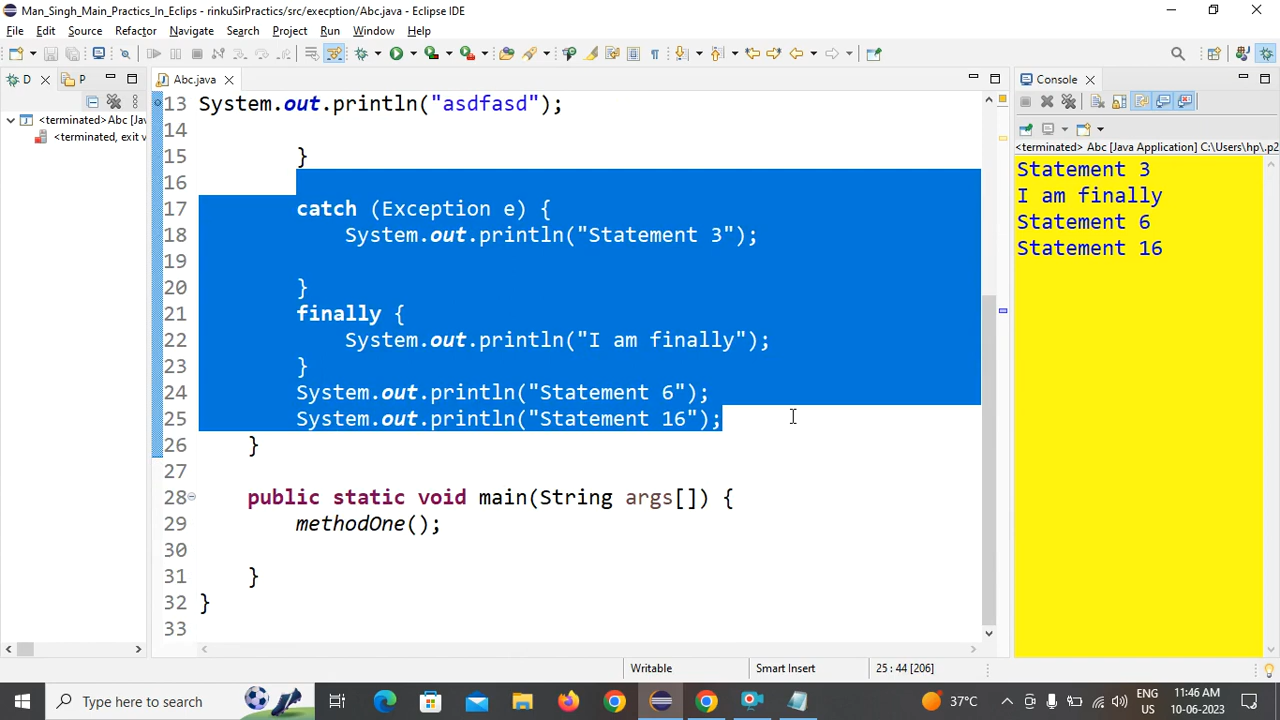 Man_Singh_Main_Practics_In_Eclips - rinkuSirPractics/src/execption/Abc.java - Eclipse IDE
File Edit Source Refactor Navigate Search Project Run Window Help
D P
Abc.java
Console
<terminated>Abc [Jav
<terminated, exit v
<terminated> Abc [Java Application] C:\Users\hp\.p2
13 System.out.println("asdfasd");
14
15 }
16
17 catch (Exception e) {
18 System.out.println("Statement 3");
19
20 }
21 finally {
22 System.out.println("I am finally");
23 }
24 System.out.println("Statement 6");
25 System.out.println("Statement 16");
26 }
27
28 public static void main(String args[]) {
29 methodOne();
30
31 }
32 }
33
Statement 3
I am finally
Statement 6
Statement 16
Writable Smart Insert 25 : 44 [206]
Type here to search
37°C
ENG
US
11:46 AM
10-06-2023